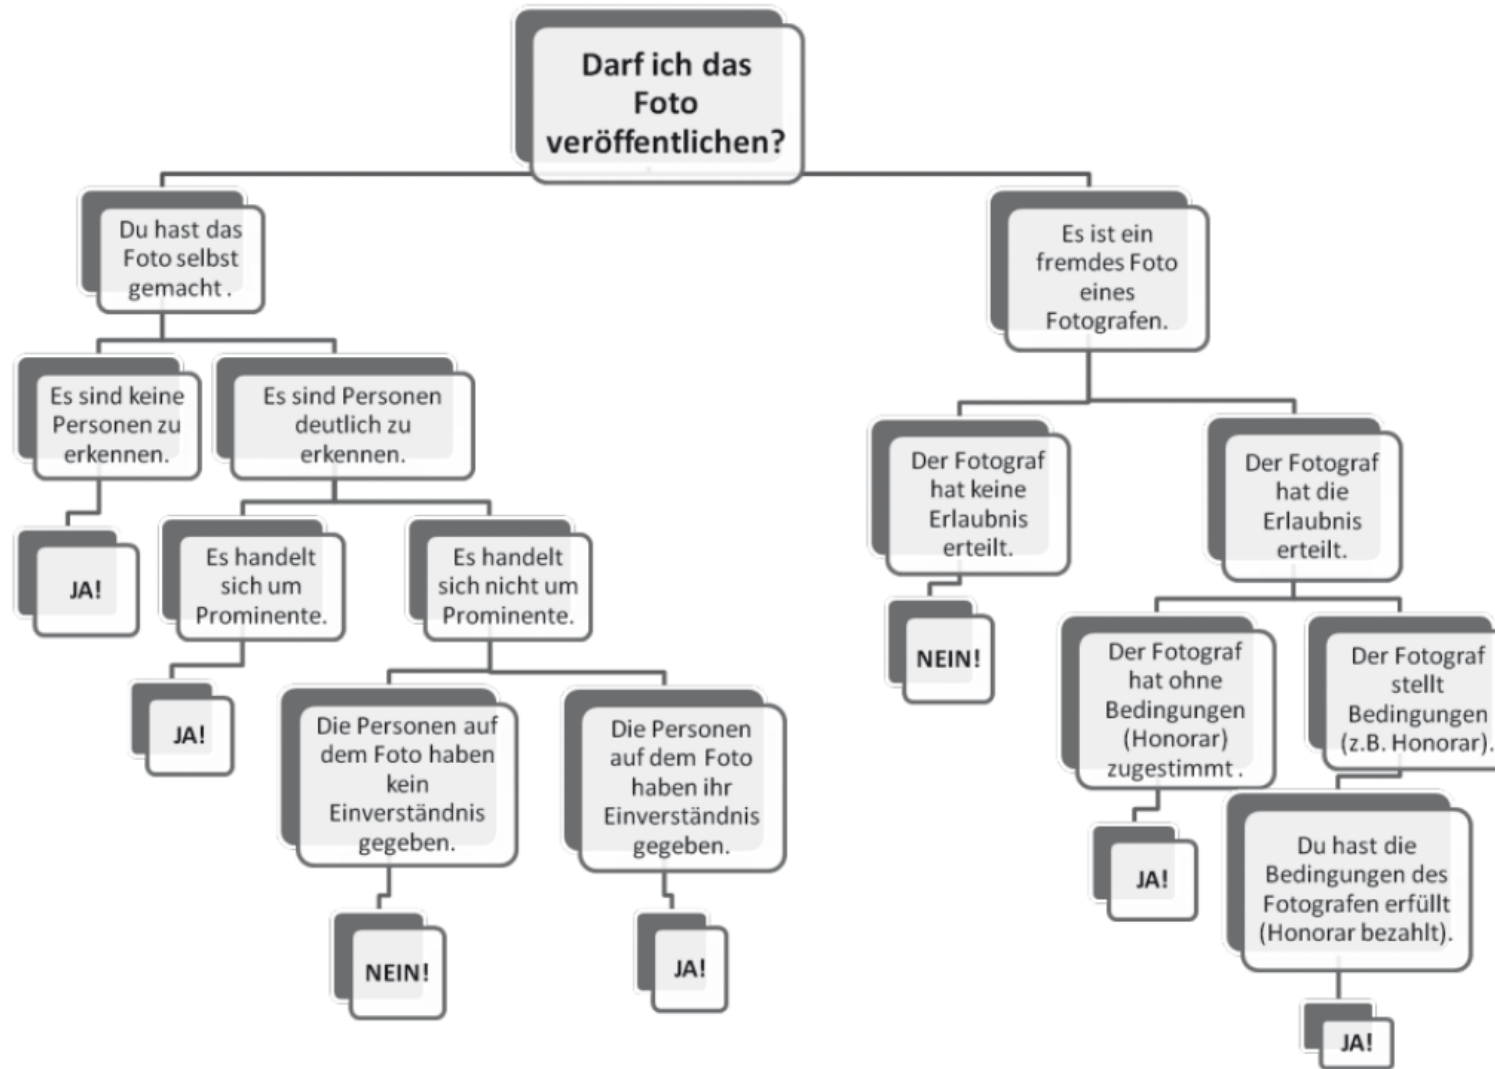 Darf ich das
Foto
veröffentlichen?
Du hast das
Foto selbst
gemacht .
Es ist ein
fremdes Foto
eines
Fotografen.
Es sind keine
Personen zu
erkennen.
Es sind Personen
deutlich zu
erkennen.
Der Fotograf
hat keine
Erlaubnis
erteilt.
Der Fotograf
hat die
Erlaubnis
erteilt.
JA!
Es handelt
sich um
Prominente.
Es handelt
sich nicht um
Prominente.
NEIN!
Der Fotograf
hat ohne
Bedingungen
(Honorar)
zugestimmt .
Der Fotograf
stellt
Bedingungen
(z.B. Honorar).
JA!
Die Personen auf
dem Foto haben
kein
Einverständnis
gegeben.
Die Personen
auf dem Foto
haben ihr
Einverständnis
gegeben.
JA!
Du hast die
Bedingungen des
Fotografen erfüllt
(Honorar bezahlt).
NEIN!
JA!
JA!